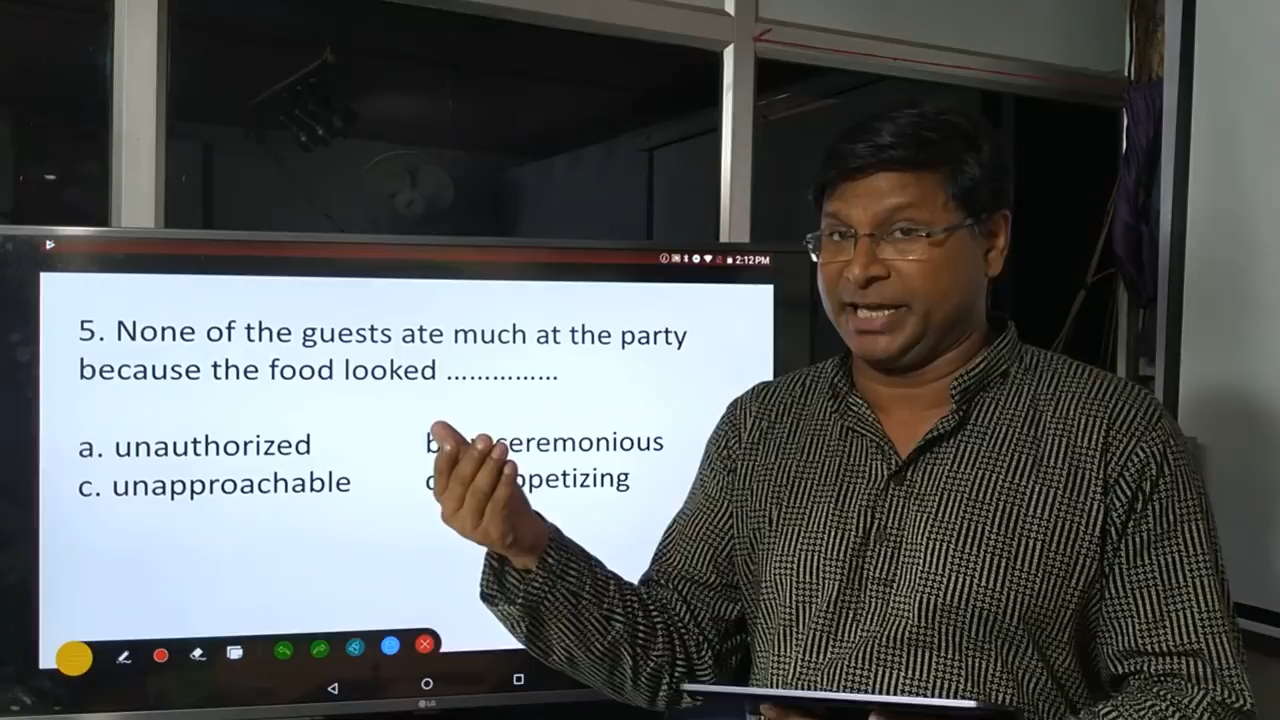 2:12 PM
5. None of the guests ate much at the party
because the food looked ...............
a. unauthorized
c. unapproachable
LG